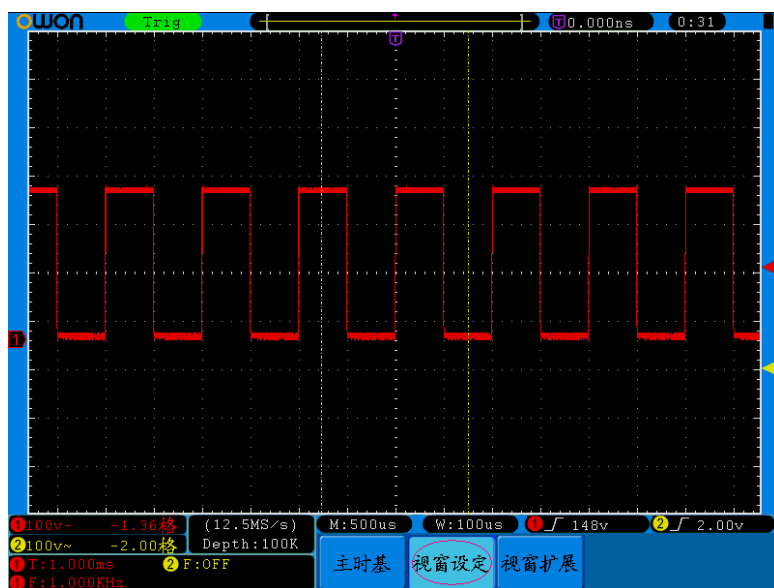 owon Trig T T 0.000ns 0:31
T
1
1 100v- -1.36格 (12.5MS/s) M:500us W:100us 1 148v 2 2.00v
2 100v~ -2.00格 Depth:100K
1 T:1.000ms 2 F:OFF 主时基 视窗设定 视窗扩展
1 F:1.000KHz